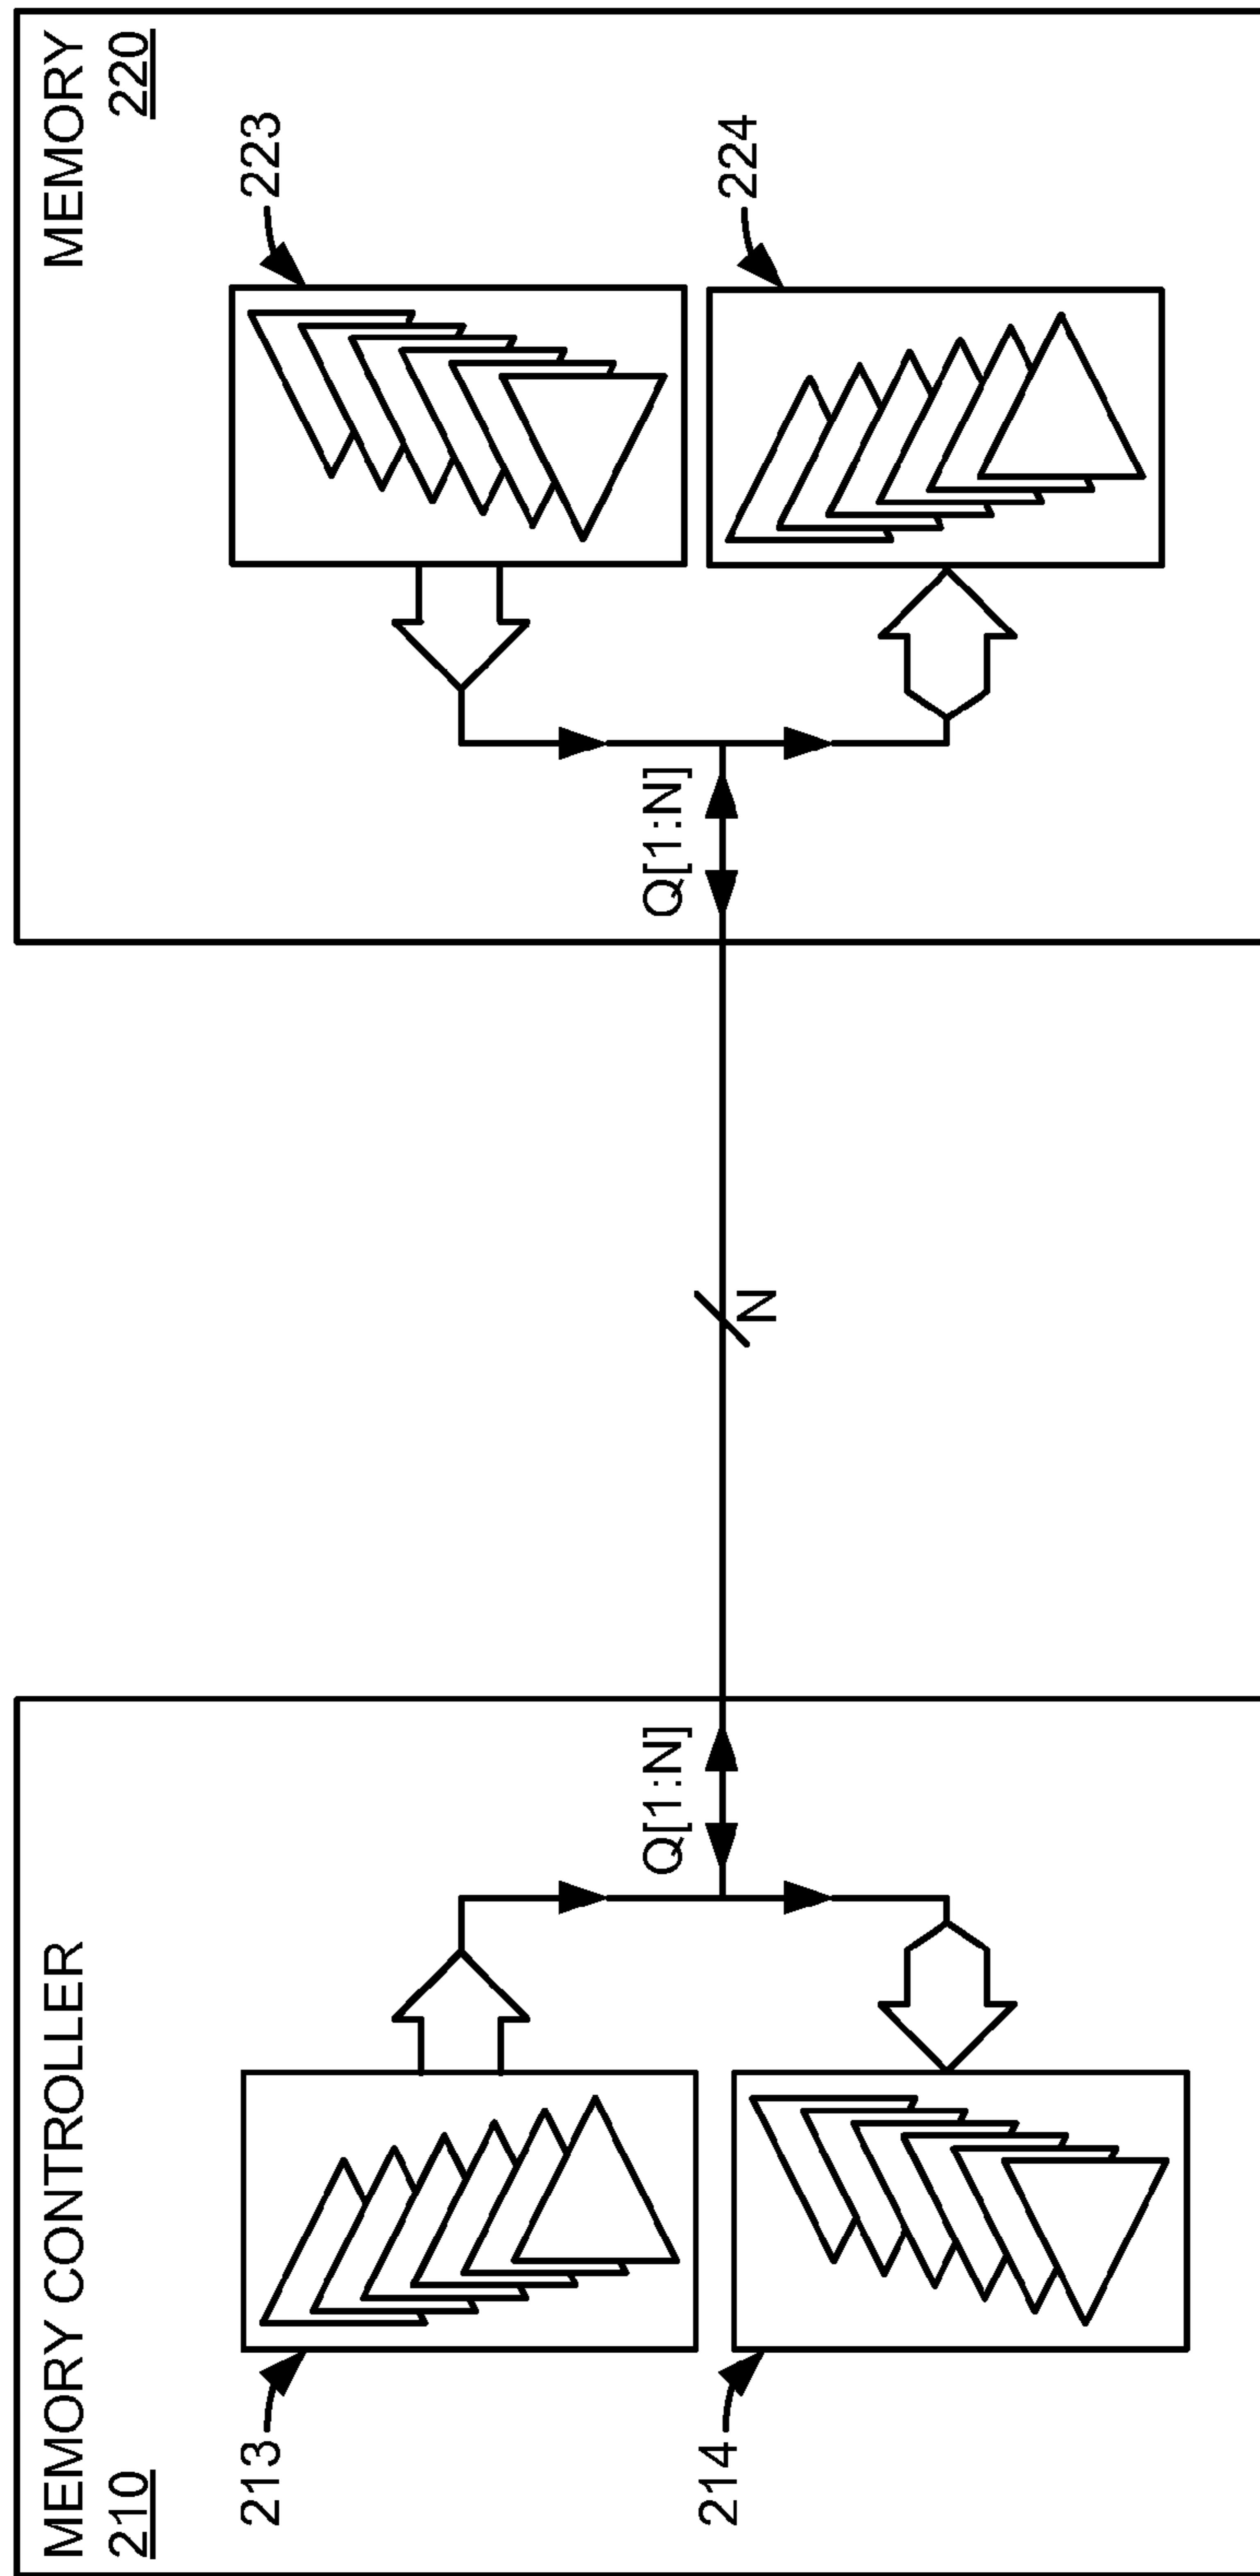 MEMORY CONTROLLER
210
213
214
Q[1:N]
N
Q[1:N]
MEMORY
220
223
224